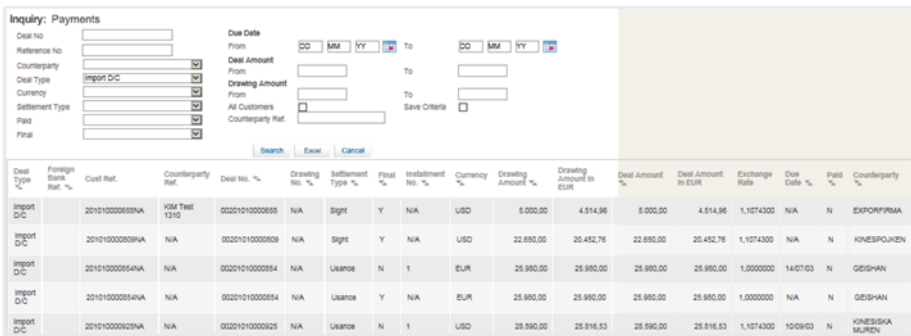 Inquiry: Payments
Deal No
Reference No
Counterparty
Deal Type Import D/C
Currency
Settlement Type
Paid
Final
Due Date
From DD MM YY To DD MM YY
Deal Amount
From To
Drawing Amount
From To
All Customers Save Criteria
Counterparty Ref.
Search Excel Cancel
Deal Type Foreign Bank Ref. Cust Ref. Counterparty Ref. Deal No. Drawing No. Settlement Type Final Installment No. Currency Drawing Amount Drawing Amount in EUR Deal Amount Deal Amount in EUR Exchange Rate Due Date Paid Counterparty
Import D/C 201010000658NA KIM Test 1310 00201010000658 N/A Sight Y N/A USD 5.000,00 4.514,96 5.000,00 4.514,96 1,1074300 N/A N EXPORFIRMA
Import D/C 201010000809NA N/A 00201010000809 N/A Sight Y N/A USD 22.650,00 20.452,76 22.650,00 20.452,76 1,1074300 N/A N KINESPOJKEN
Import D/C 201010000854NA N/A 00201010000854 N/A Usance N 1 EUR 25.980,00 25.980,00 25.980,00 25.980,00 1,0000000 14/07/03 N GEISHAN
Import D/C 201010000854NA N/A 00201010000854 N/A Usance Y N/A EUR 25.980,00 25.980,00 25.980,00 25.980,00 1,0000000 N/A N GEISHAN
Import D/C 201010000925NA N/A 00201010000925 N/A Usance N 1 USD 28.590,00 25.816,53 28.590,00 25.816,53 1,1074300 10/09/03 N KINESISKA MUREN